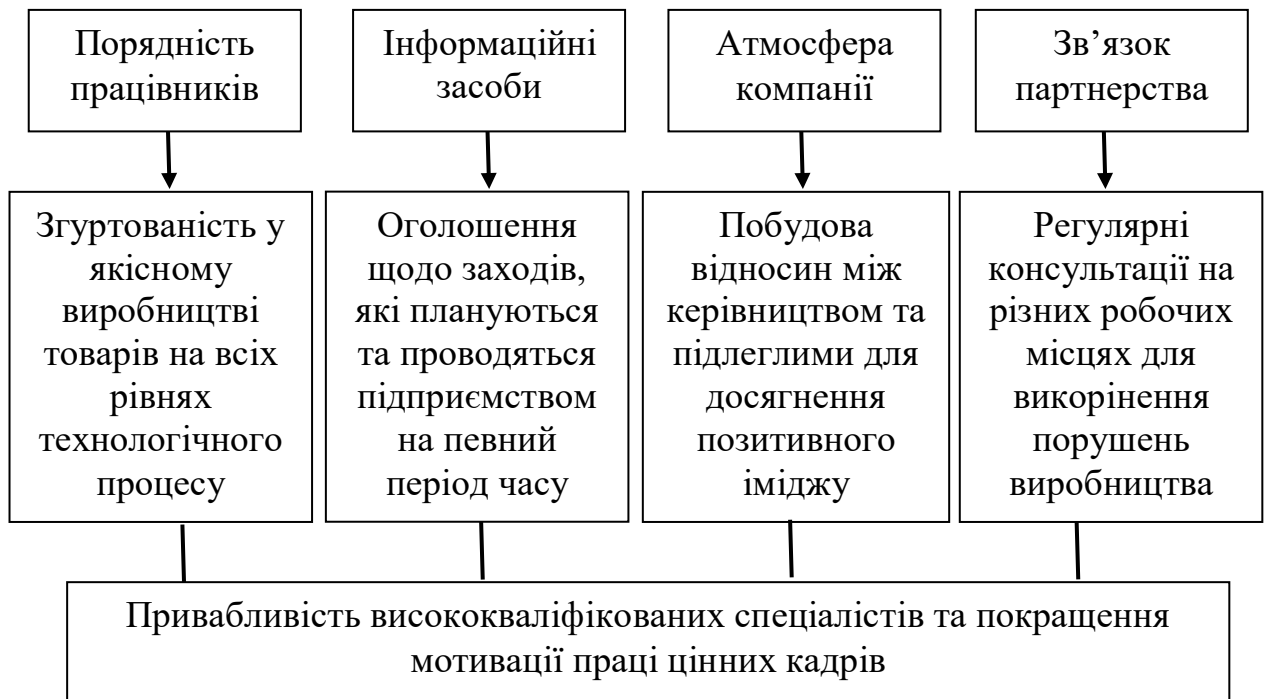 Порядність
працівників
Інформаційні
засоби
Атмосфера
компанії
Зв’язок
партнерства
Згуртованість у
якісному
виробництві
товарів на всіх
рівнях
технологічного
процесу
Оголошення
щодо заходів,
які плануються
та проводяться
підприємством
на певний
період часу
Побудова
відносин між
керівництвом та
підлеглими для
досягнення
позитивного
іміджу
Регулярні
консультації на
різних робочих
місцях для
викорінення
порушень
виробництва
Привабливість висококваліфікованих спеціалістів та покращення
мотивації праці цінних кадрів